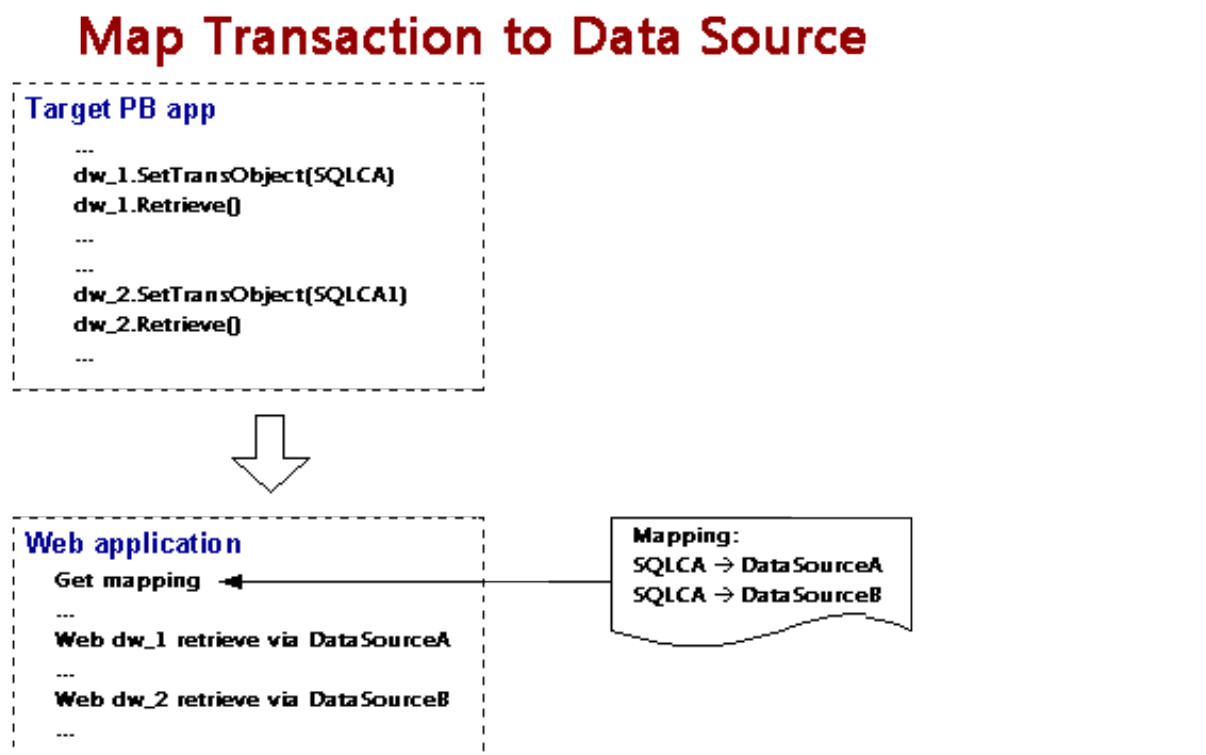 Map Transaction to Data Source
Target PB app
...
dw_1.SetTransObject(SQLCA)
dw_1.Retrieve()
...
...
dw_2.SetTransObject(SQLCA1)
dw_2.Retrieve()
...
Web application
Get mapping
...
Web dw_1 retrieve via DataSourceA
...
Web dw_2 retrieve via DataSourceB
...
Mapping:
SQLCA → DataSourceA
SQLCA → DataSourceB